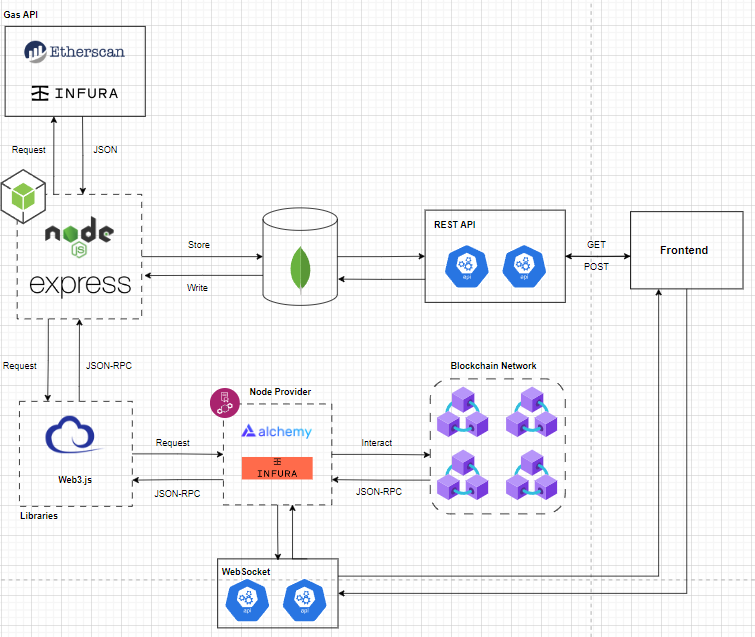 Gas API
Etherscan
INFURA
Request
JSON
node
JS
express
Store
Write
REST API
api
api
GET
POST
Frontend
Request
JSON-RPC
Web3.js
Libraries
Request
JSON-RPC
Node Provider
alchemy
INFURA
Interact
JSON-RPC
Blockchain Network
WebSocket
api
api